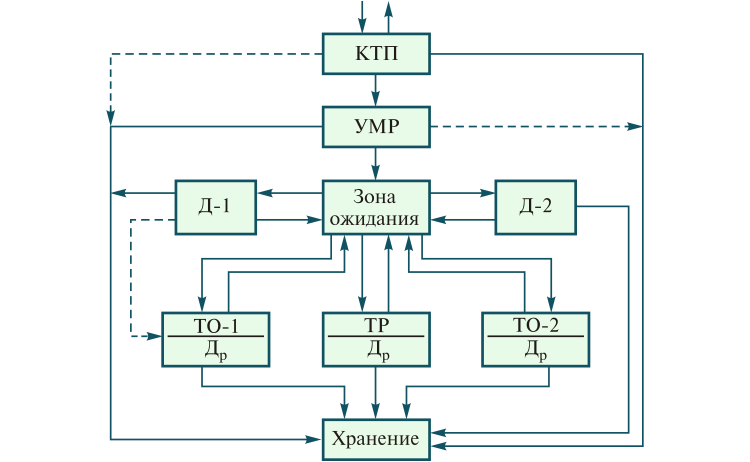 КТП
УМР
Д-1
Зона
ожидания
Д-2
ТО-1
Др
ТР
Др
ТО-2
Др
Хранение